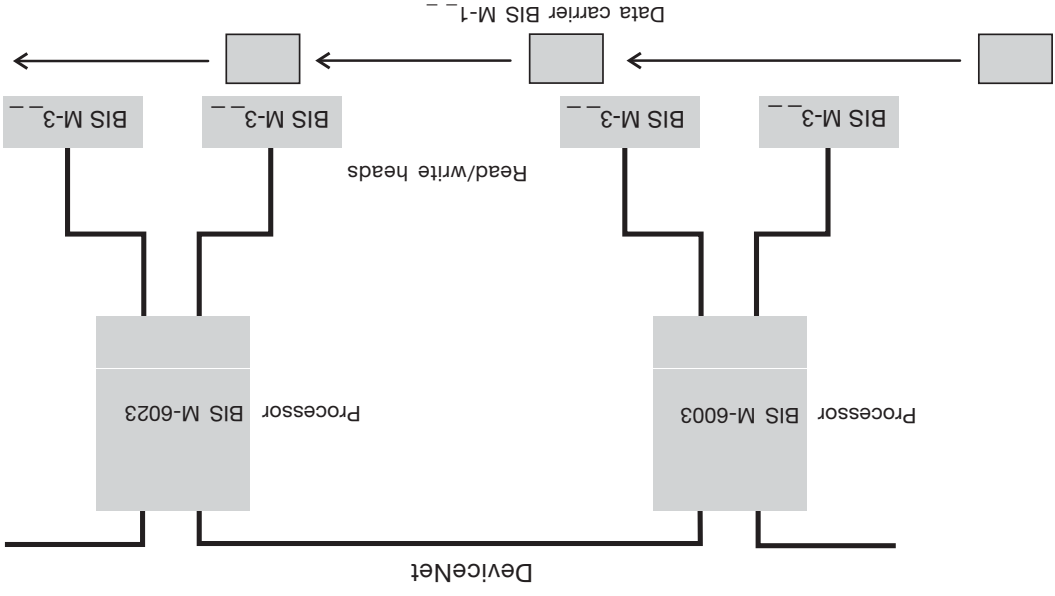 DeviceNet
Processor BIS M-6003
Processor BIS M-6023
Read/write heads
BIS M-3_ _
BIS M-3_ _
BIS M-3_ _
BIS M-3_ _
Data carrier BIS M-1_ _